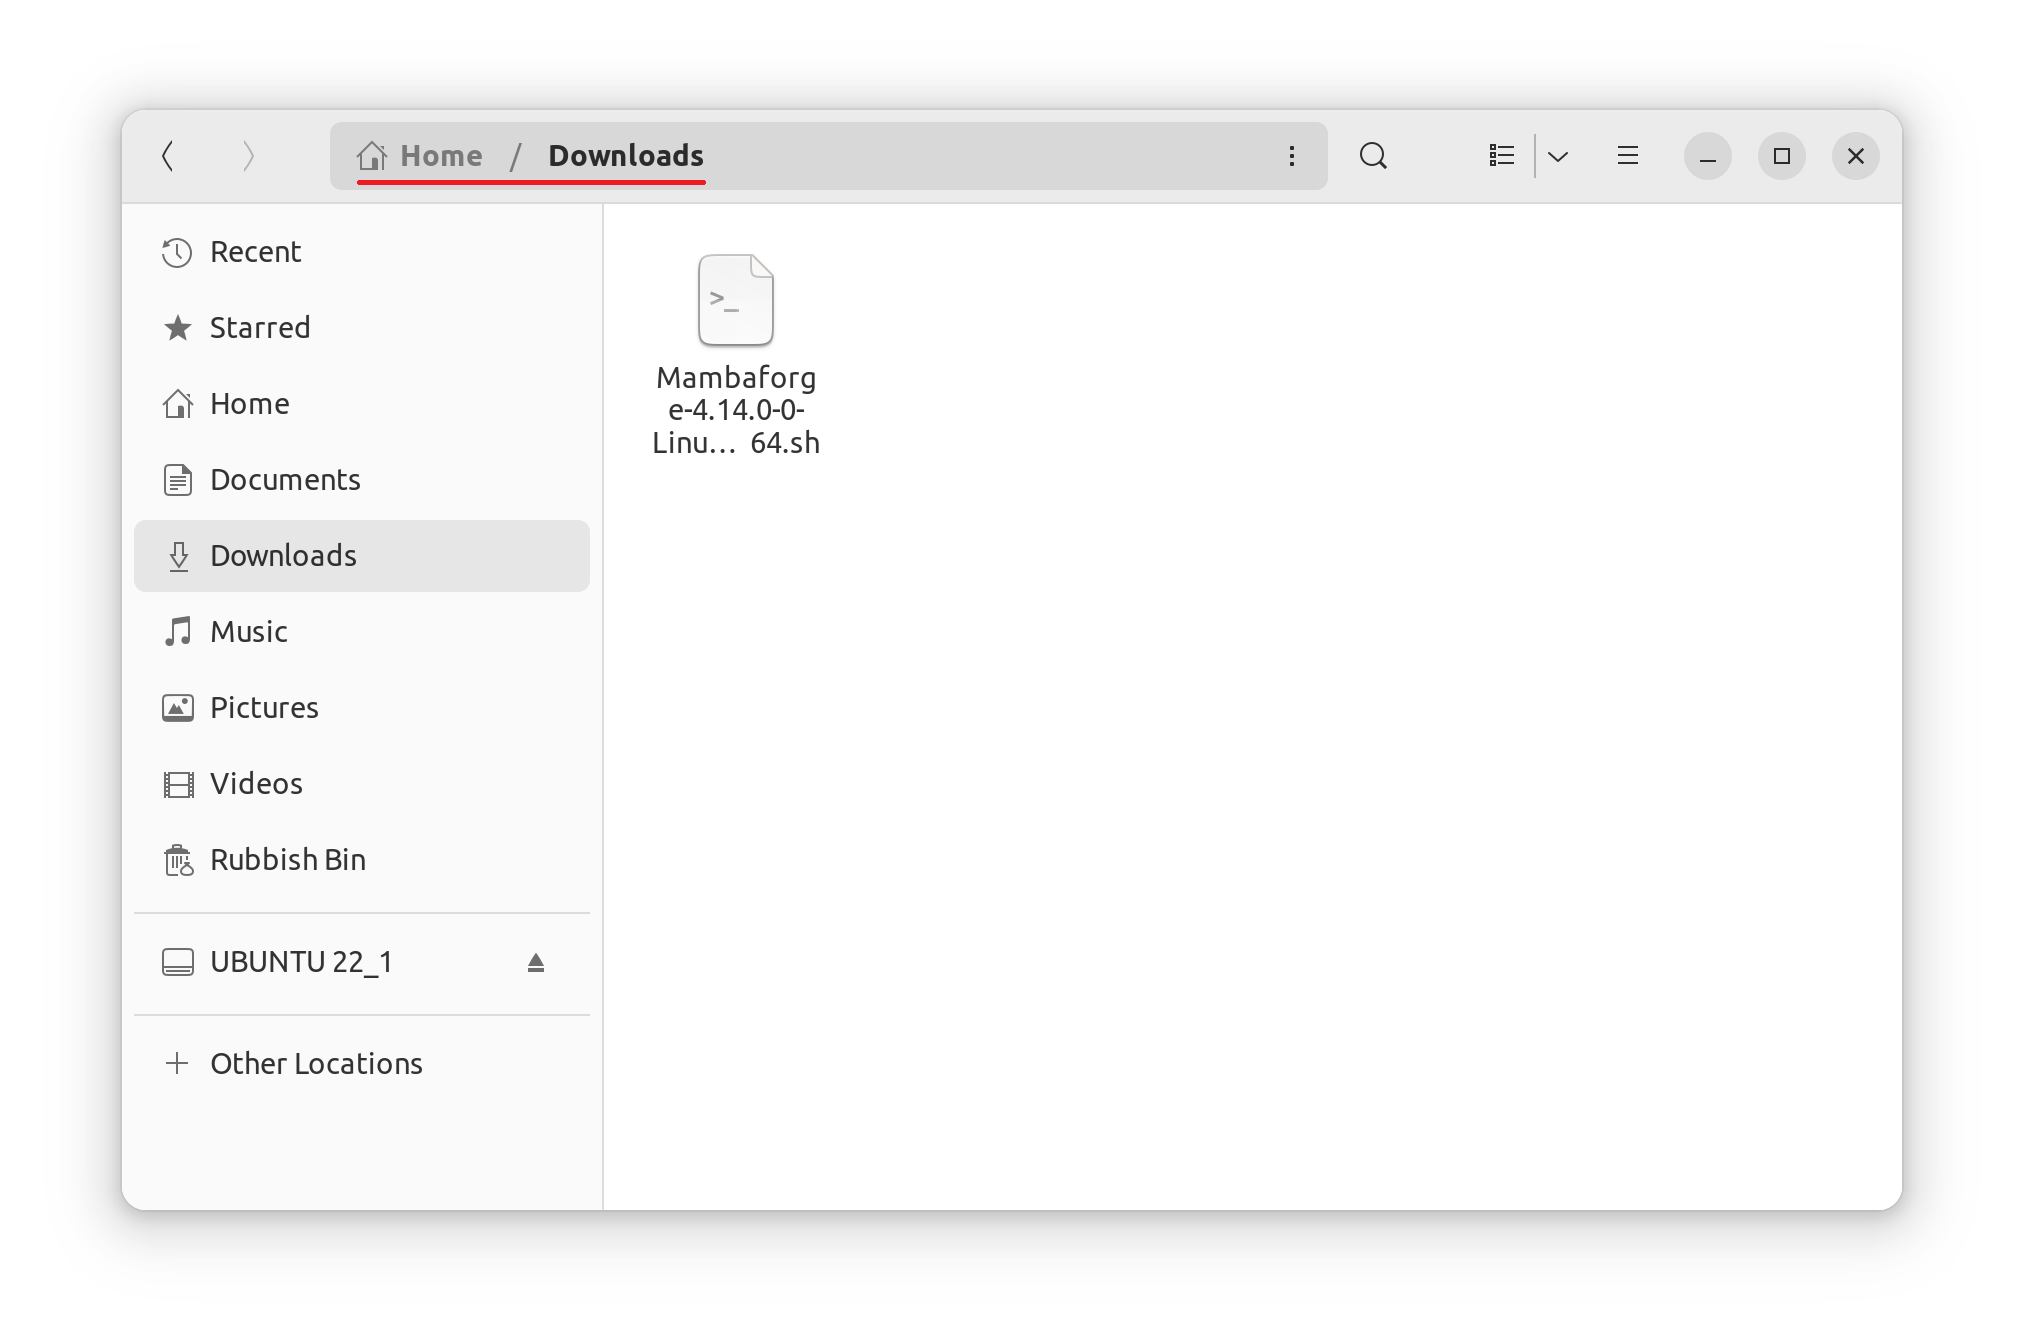 Home / Downloads
Recent
Starred
Home
Documents
Downloads
Music
Pictures
Videos
Rubbish Bin
UBUNTU 22_1
Other Locations
>_
Mambaforg
e-4.14.0-0-
Linu… 64.sh